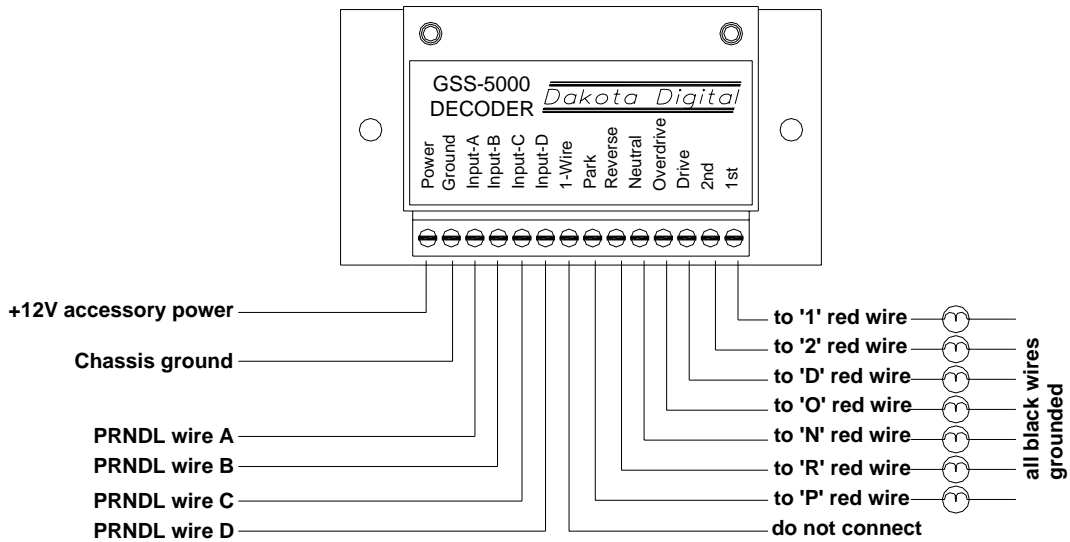 GSS-5000
DECODER
Dakota Digital
Power
Ground
Input-A
Input-B
Input-C
Input-D
1-Wire
Park
Reverse
Neutral
Overdrive
Drive
2nd
1st
+12V accessory power
Chassis ground
PRNDL wire A
PRNDL wire B
PRNDL wire C
PRNDL wire D
to '1' red wire
to '2' red wire
to 'D' red wire
to 'O' red wire
to 'N' red wire
to 'R' red wire
to 'P' red wire
do not connect
all black wires
grounded